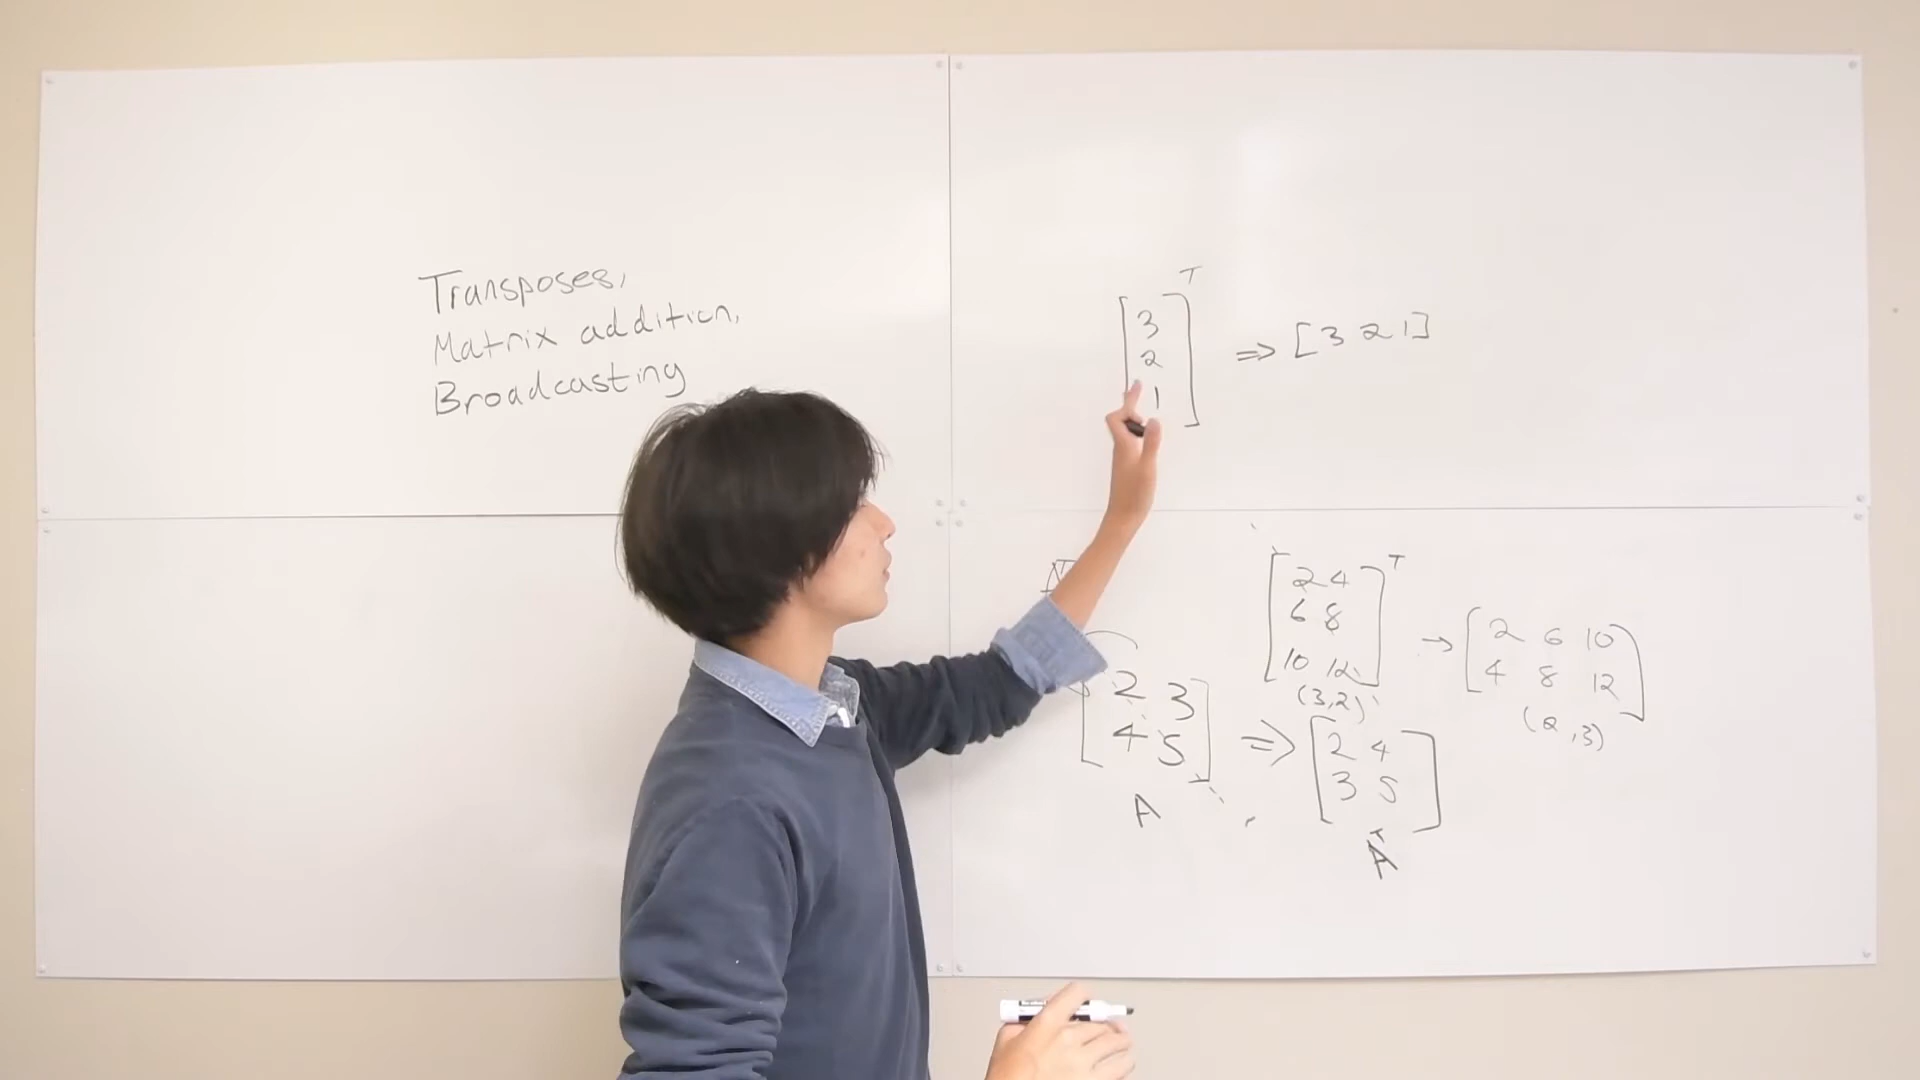 Transposes,
Matrix addition,
Broadcasting
T
3
2
1
⇒ [3 2 1]
T
2 4
6 8
10 12
(3,2)
→
2 6 10
4 8 12
(2,3)
2 3
4 5
A
⇒
2 4
3 5
T
A